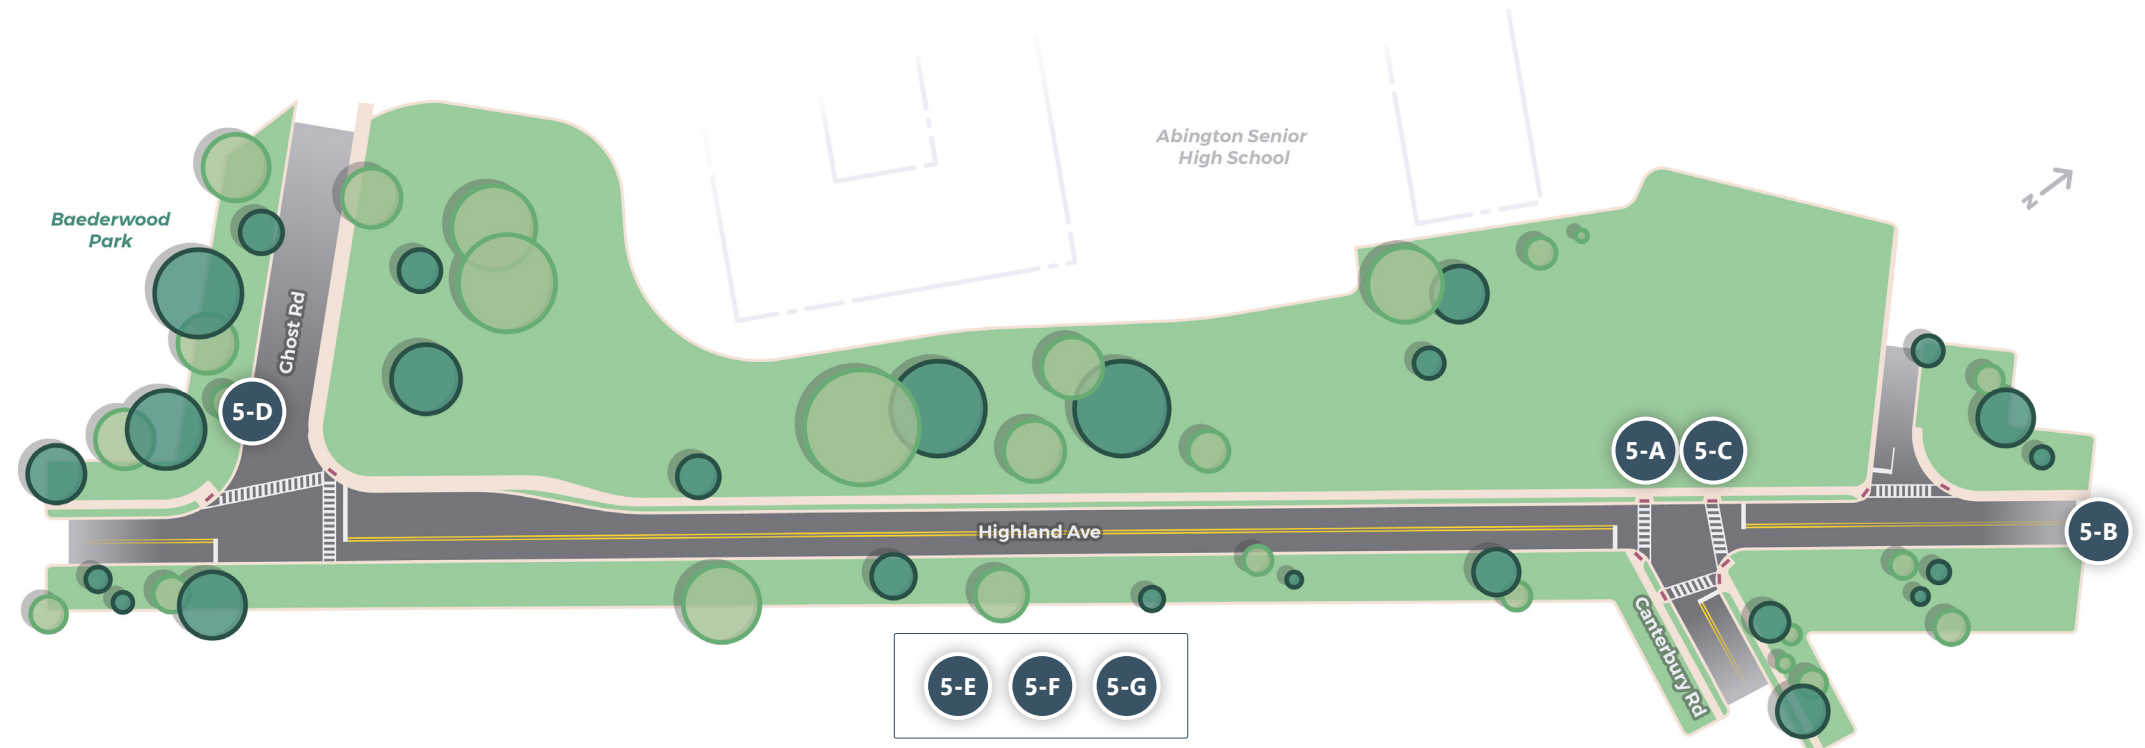 Abington Senior
High School
Baederwood
Park
N
Ghost Rd
5-D
5-A
5-C
Highland Ave
5-B
Canterbury Rd
5-E
5-F
5-G